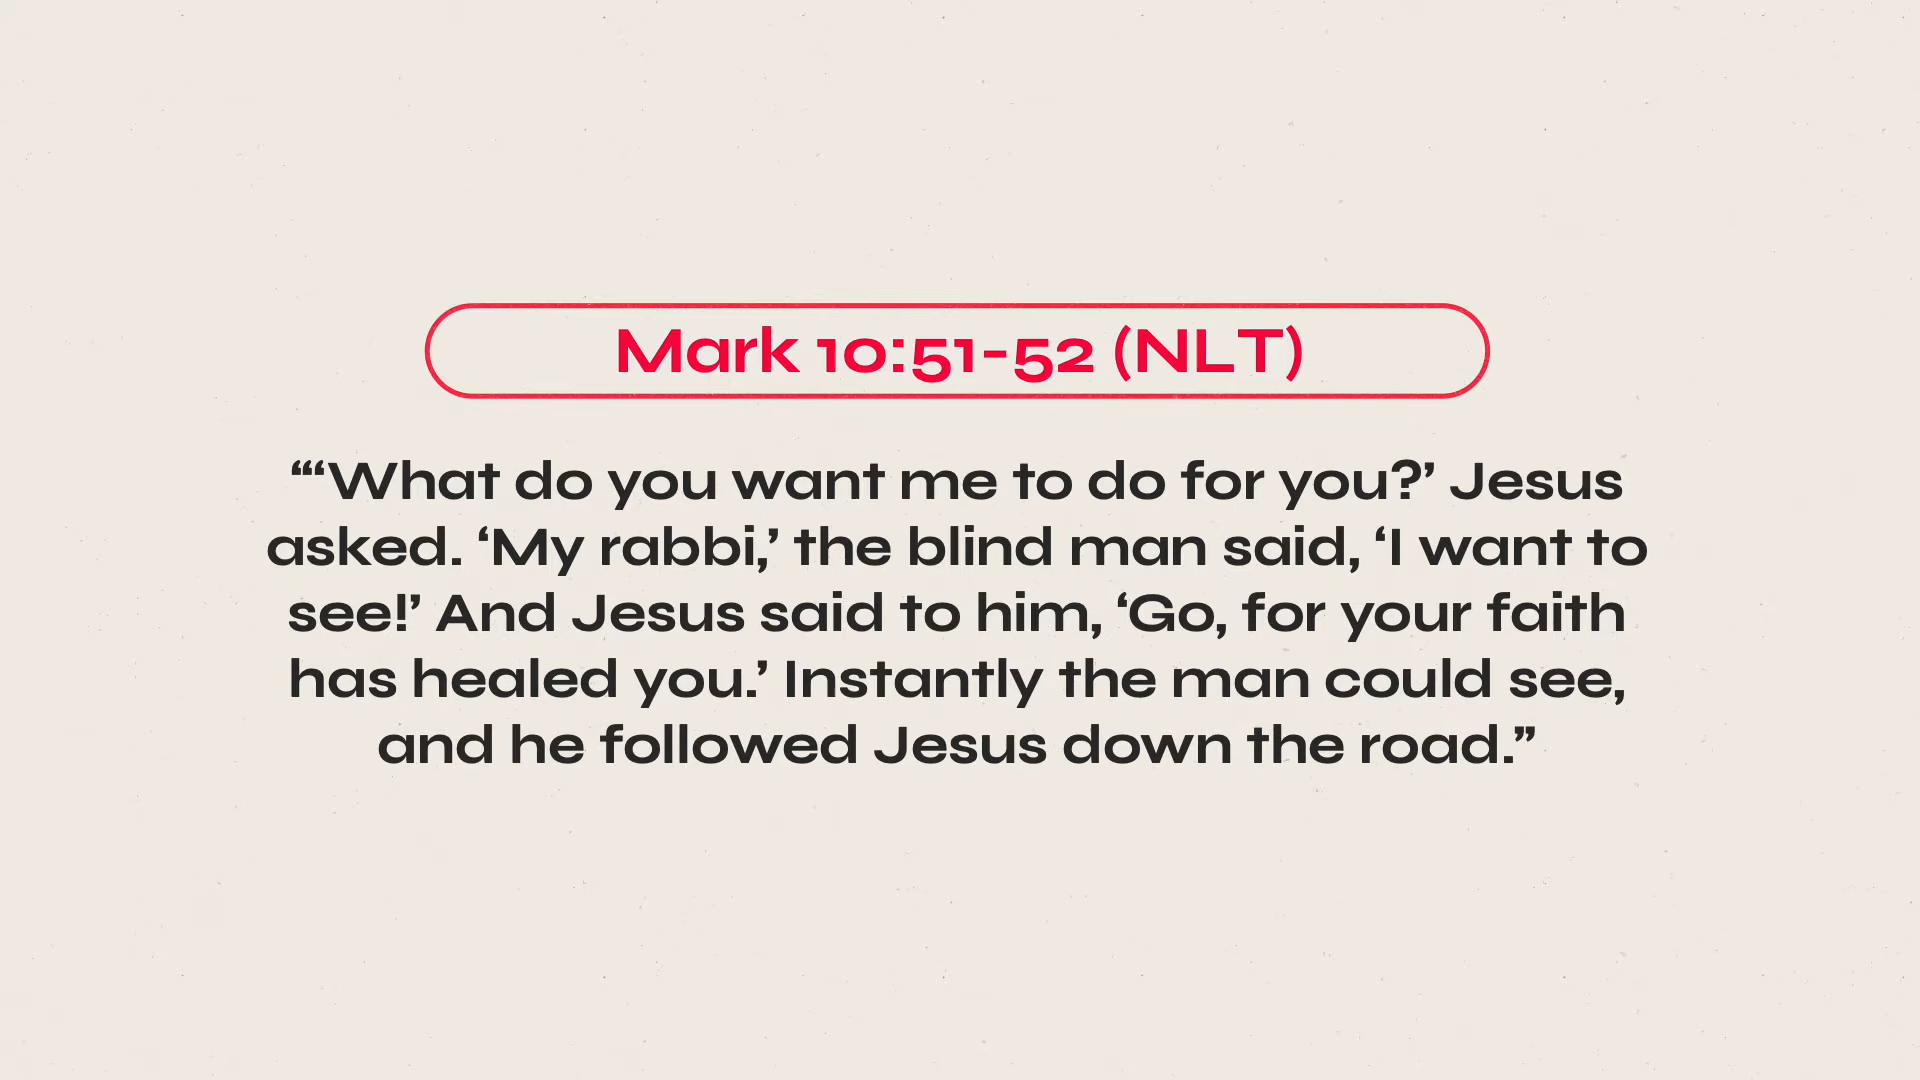 Mark 10:51-52 (NLT)
“‘What do you want me to do for you?’ Jesus
asked. ‘My rabbi,’ the blind man said, ‘I want to
see!’ And Jesus said to him, ‘Go, for your faith
has healed you.’ Instantly the man could see,
and he followed Jesus down the road.”